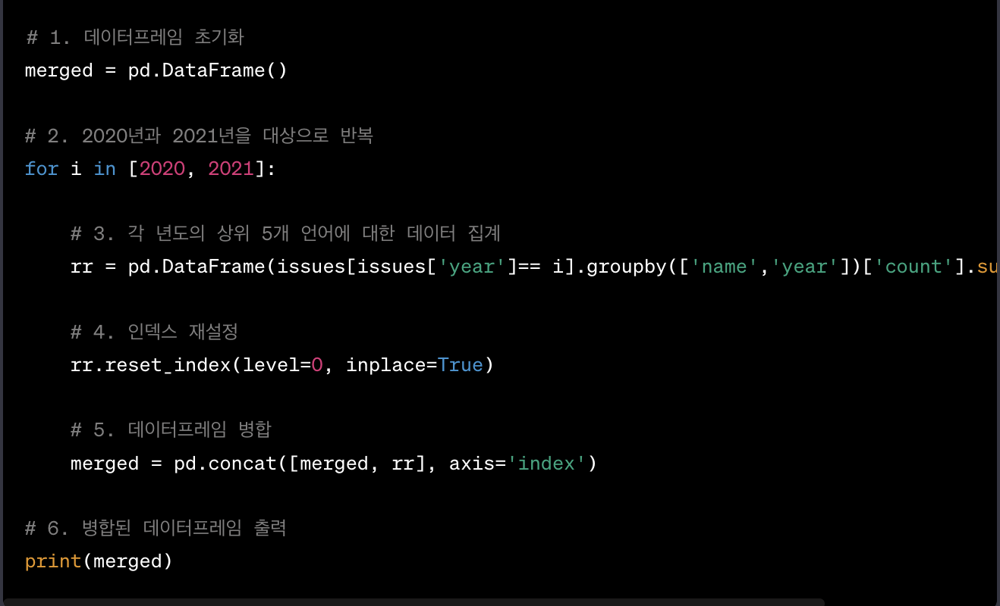 # 1. 데이터프레임 초기화
merged = pd.DataFrame()
# 2. 2020년과 2021년을 대상으로 반복
for i in [2020, 2021]:
# 3. 각 년도의 상위 5개 언어에 대한 데이터 집계
rr = pd.DataFrame(issues[issues['year']== i].groupby(['name','year'])['count'].su
# 4. 인덱스 재설정
rr.reset_index(level=0, inplace=True)
# 5. 데이터프레임 병합
merged = pd.concat([merged, rr], axis='index')
# 6. 병합된 데이터프레임 출력
print(merged)